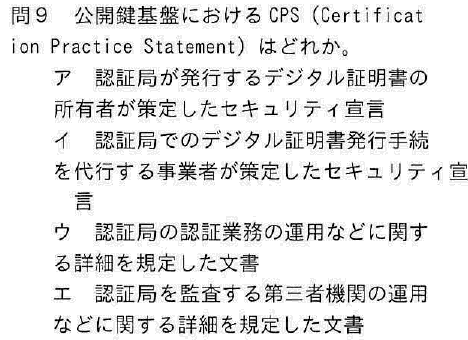 問９　公開鍵基盤におけるCPS（Certificat
ion Practice Statement）はどれか。
ア　認証局が発行するデジタル証明書の
所有者が策定したセキュリティ宣言
イ　認証局でのデジタル証明書発行手続
を代行する事業者が策定したセキュリティ宣
言
ウ　認証局の認証業務の運用などに関す
る詳細を規定した文書
エ　認証局を監査する第三者機関の運用
などに関する詳細を規定した文書